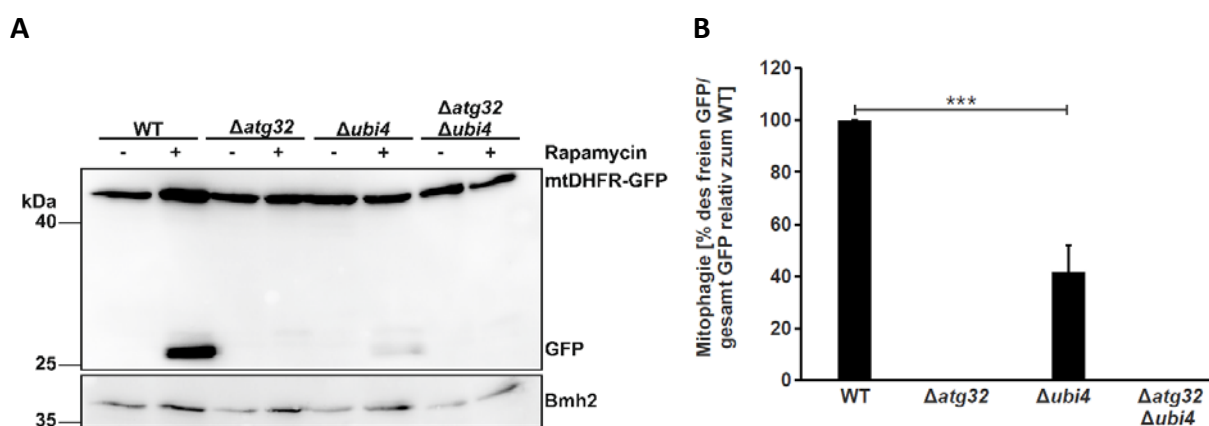 A
WT Δatg32 Δubi4 Δatg32 Δubi4
- + - + - + - + Rapamycin
mtDHFR-GFP
kDa
40
GFP
25
Bmh2
35
B
Mitophagie [% des freien GFP/
gesamt GFP relativ zum WT]
120
100
80
60
40
20
0
***
WT Δatg32 Δubi4 Δatg32
Δubi4